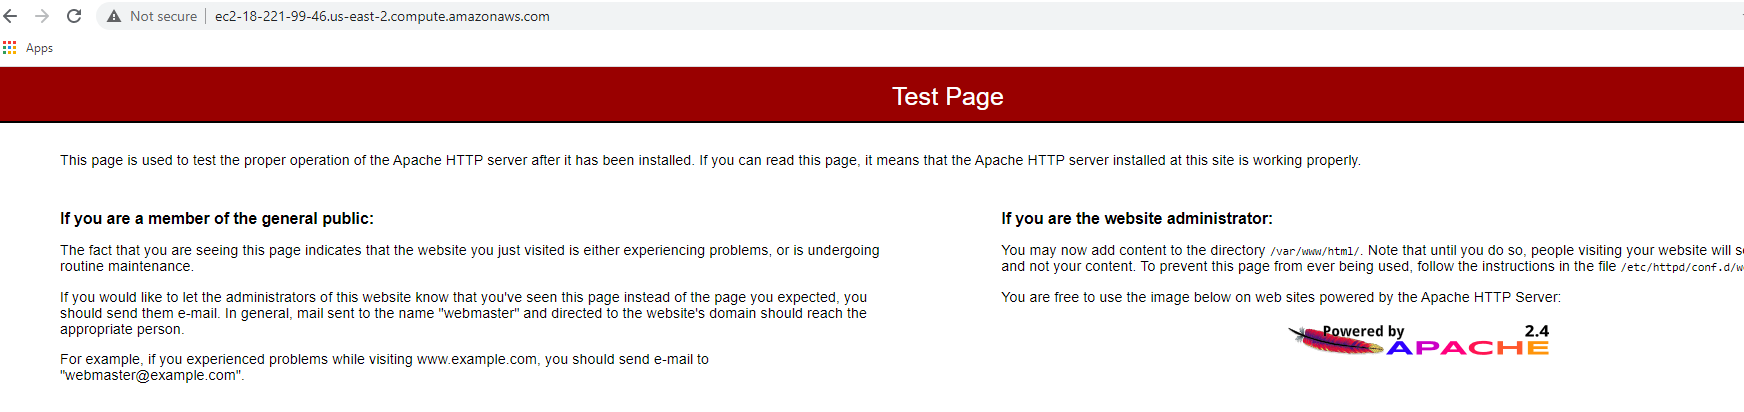 Not secure ec2-18-221-99-46.us-east-2.compute.amazonaws.com
Apps
Test Page
This page is used to test the proper operation of the Apache HTTP server after it has been installed. If you can read this page, it means that the Apache HTTP server installed at this site is working properly.
If you are a member of the general public:
The fact that you are seeing this page indicates that the website you just visited is either experiencing problems, or is undergoing
routine maintenance.
If you would like to let the administrators of this website know that you've seen this page instead of the page you expected, you
should send them e-mail. In general, mail sent to the name "webmaster" and directed to the website's domain should reach the
appropriate person.
For example, if you experienced problems while visiting www.example.com, you should send e-mail to
"webmaster@example.com".
If you are the website administrator:
You may now add content to the directory /var/www/html/. Note that until you do so, people visiting your website will
and not your content. To prevent this page from ever being used, follow the instructions in the file /etc/httpd/conf.d/w
You are free to use the image below on web sites powered by the Apache HTTP Server:
Powered by 2.4
APACHE